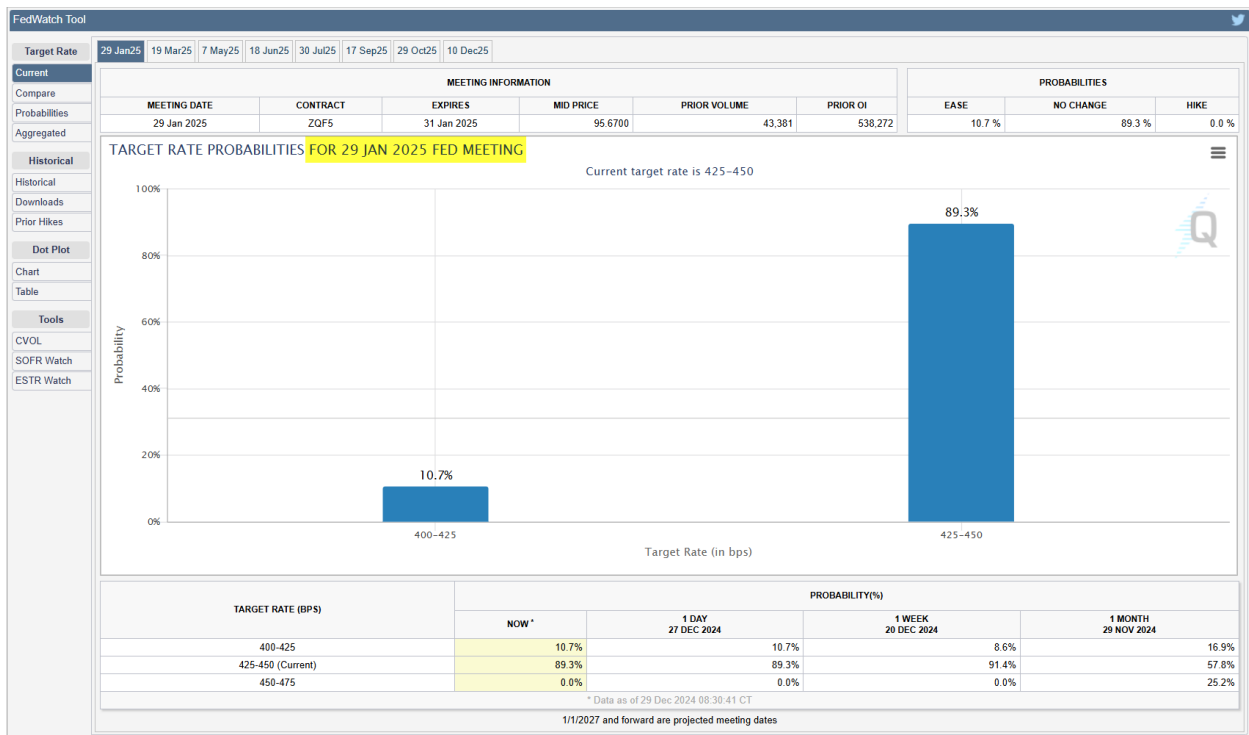 FedWatch Tool
Target Rate
Current
Compare
Probabilities
Aggregated
Historical
Historical
Downloads
Prior Hikes
Dot Plot
Chart
Table
Tools
CVOL
SOFR Watch
ESTR Watch
29 Jan25 19 Mar25 7 May25 18 Jun25 30 Jul25 17 Sep25 29 Oct25 10 Dec25
MEETING INFORMATION
MEETING DATE CONTRACT EXPIRES MID PRICE PRIOR VOLUME PRIOR OI
29 Jan 2025 ZQF5 31 Jan 2025 95.6700 43,381 538,272
PROBABILITIES
EASE NO CHANGE HIKE
10.7 % 89.3 % 0.0 %
TARGET RATE PROBABILITIES FOR 29 JAN 2025 FED MEETING
Current target rate is 425-450
100%
80%
60%
40%
20%
0%
Probability
10.7%
89.3%
Q
400-425 425-450
Target Rate (in bps)
TARGET RATE (BPS) PROBABILITY(%)
NOW * 1 DAY 27 DEC 2024 1 WEEK 20 DEC 2024 1 MONTH 29 NOV 2024
400-425 10.7% 10.7% 8.6% 16.9%
425-450 (Current) 89.3% 89.3% 91.4% 57.8%
450-475 0.0% 0.0% 0.0% 25.2%
* Data as of 29 Dec 2024 08:30:41 CT
1/1/2027 and forward are projected meeting dates